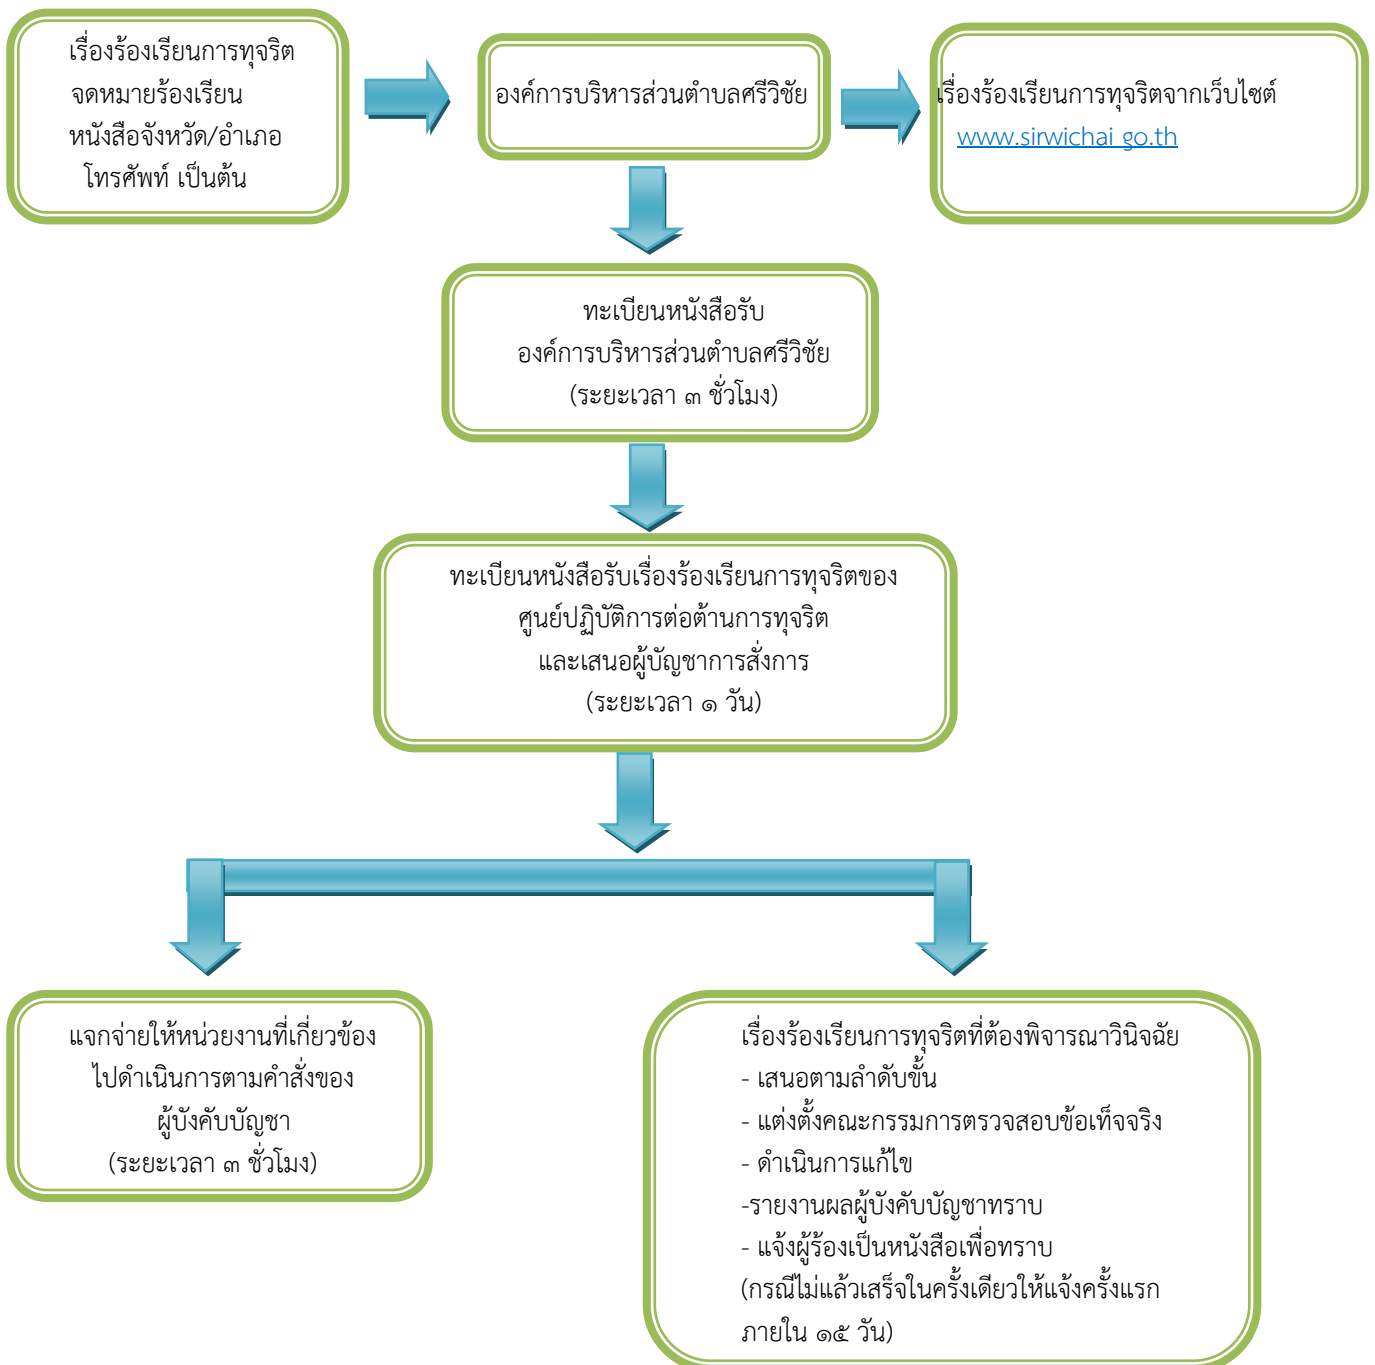 เรื่องร้องเรียนการทุจริต
จดหมายร้องเรียน
หนังสือจังหวัด/อำเภอ
โทรศัพท์ เป็นต้น
องค์การบริหารส่วนตำบลศรีวิชัย
เรื่องร้องเรียนการทุจริตจากเว็บไซต์
www.sirwichai go.th
ทะเบียนหนังสือรับ
องค์การบริหารส่วนตำบลศรีวิชัย
(ระยะเวลา ๓ ชั่วโมง)
ทะเบียนหนังสือรับเรื่องร้องเรียนการทุจริตของ
ศูนย์ปฏิบัติการต่อต้านการทุจริต
และเสนอผู้บัญชาการสั่งการ
(ระยะเวลา ๑ วัน)
แจกจ่ายให้หน่วยงานที่เกี่ยวข้อง
ไปดำเนินการตามคำสั่งของ
ผู้บังคับบัญชา
(ระยะเวลา ๓ ชั่วโมง)
เรื่องร้องเรียนการทุจริตที่ต้องพิจารณาวินิจฉัย
- เสนอตามลำดับขั้น
- แต่งตั้งคณะกรรมการตรวจสอบข้อเท็จจริง
- ดำเนินการแก้ไข
-รายงานผลผู้บังคับบัญชาทราบ
- แจ้งผู้ร้องเป็นหนังสือเพื่อทราบ
(กรณีไม่แล้วเสร็จในครั้งเดียวให้แจ้งครั้งแรก
ภายใน ๑๕ วัน)